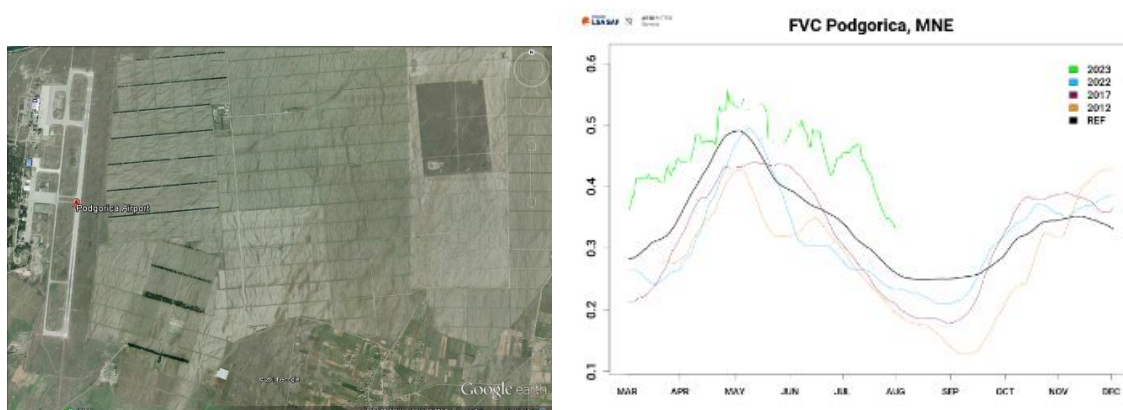 Podgorica Airport
Google earth
LSA SAF
FVC Podgorica, MNE
0.6
0.5
0.4
0.3
0.2
0.1
2023
2022
2017
2012
REF
MAR APR MAY JUN JUL AUG SEP OCT NOV DEC